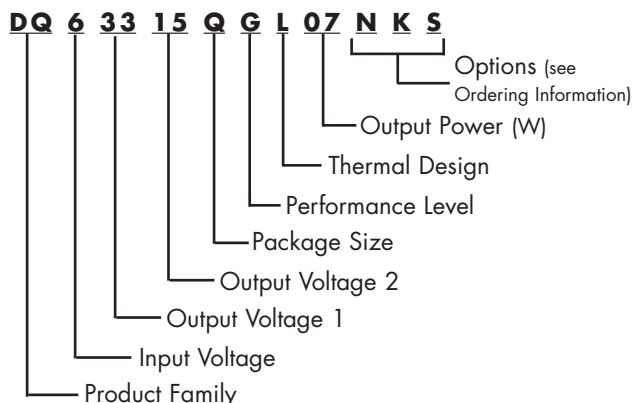 DQ 6 33 15 Q G L 07 N K S
Options (see
Ordering Information)
Output Power (W)
Thermal Design
Performance Level
Package Size
Output Voltage 2
Output Voltage 1
Input Voltage
Product Family